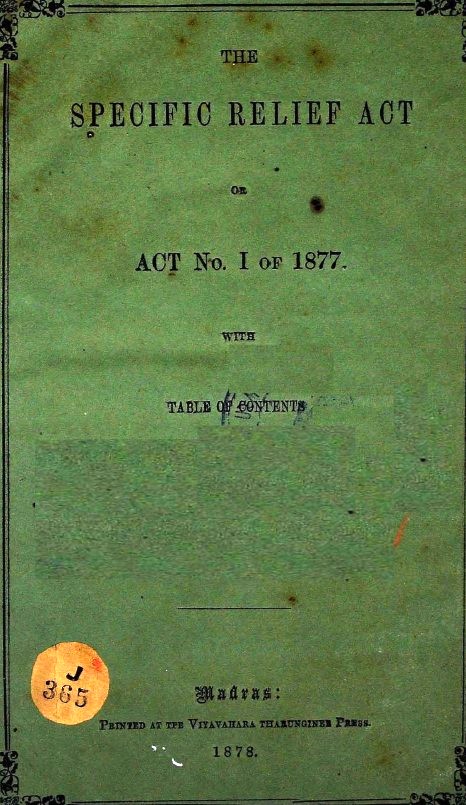 THE
SPECIFIC RELIEF ACT
OR
ACT No. I OF 1877.
WITH
TABLE OF CONTENTS
Madras:
PRINTED AT TPE VIYAVAHARA THARUNGINEE PRESS.
1878.
J
365